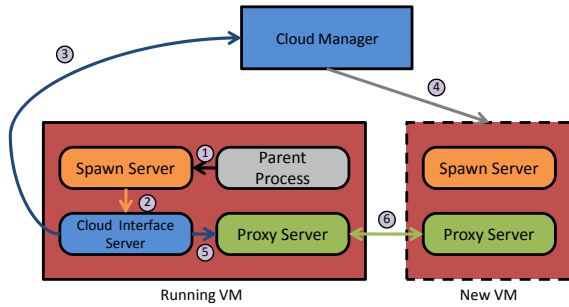 3
Cloud Manager
4
Spawn Server
1
Parent
Process
Spawn Server
2
Cloud Interface
Server
5
Proxy Server
6
Proxy Server
Running VM
New VM